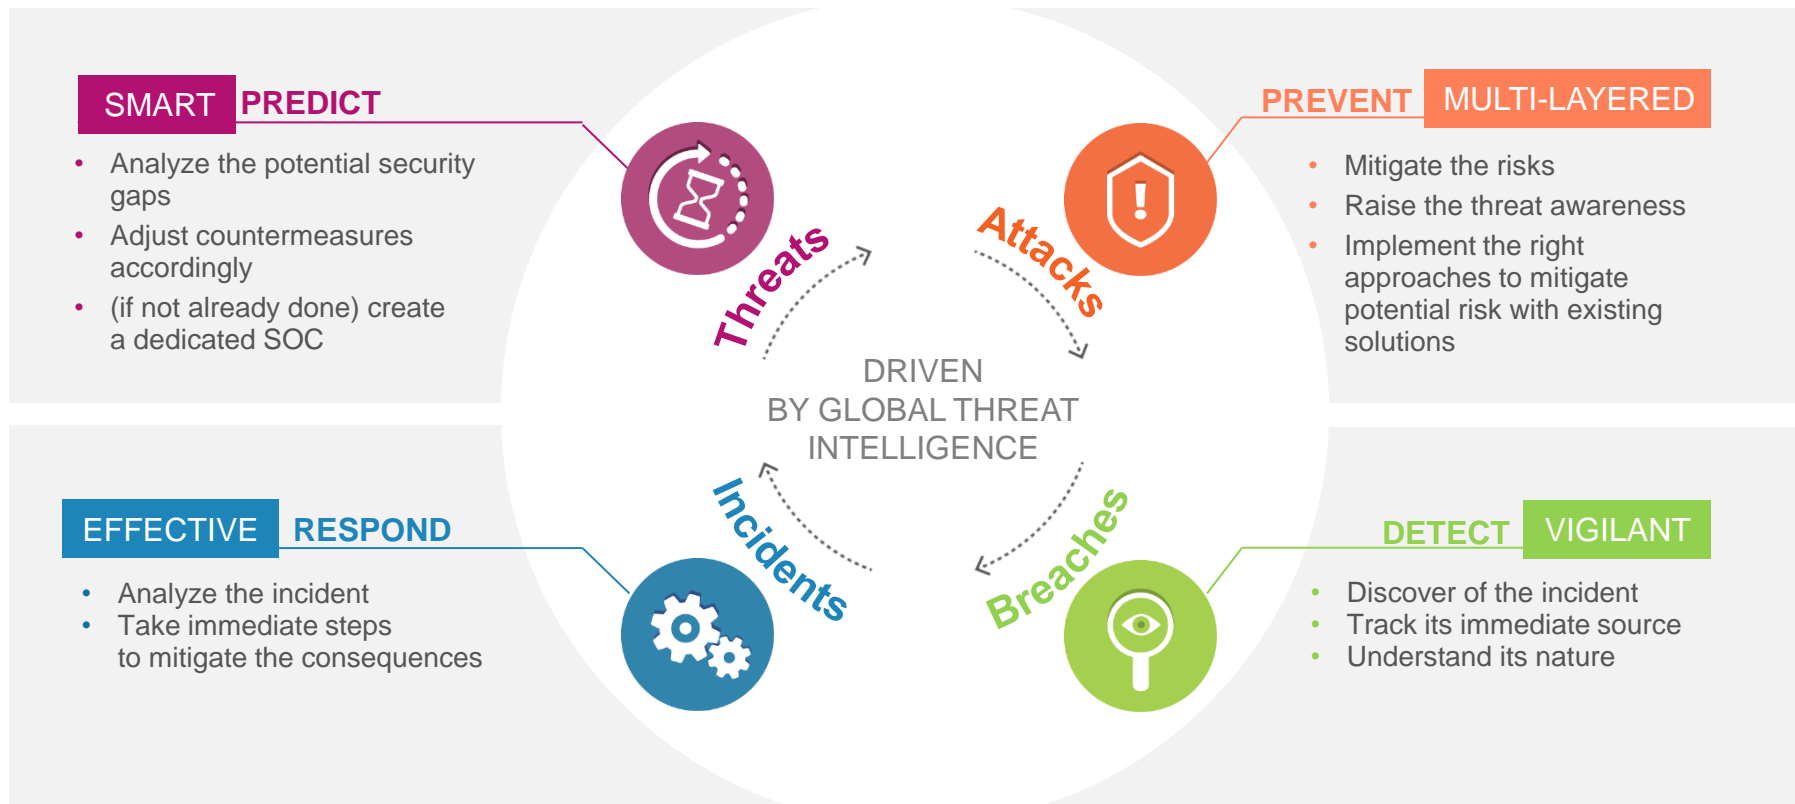 SMART PREDICT
• Analyze the potential security
gaps
• Adjust countermeasures
accordingly
• (if not already done) create
a dedicated SOC
PREVENT MULTI-LAYERED
• Mitigate the risks
• Raise the threat awareness
• Implement the right
approaches to mitigate
potential risk with existing
solutions
Threats
Attacks
DRIVEN
BY GLOBAL THREAT
INTELLIGENCE
Incidents
Breaches
EFFECTIVE RESPOND
• Analyze the incident
• Take immediate steps
to mitigate the consequences
DETECT VIGILANT
• Discover of the incident
• Track its immediate source
• Understand its nature